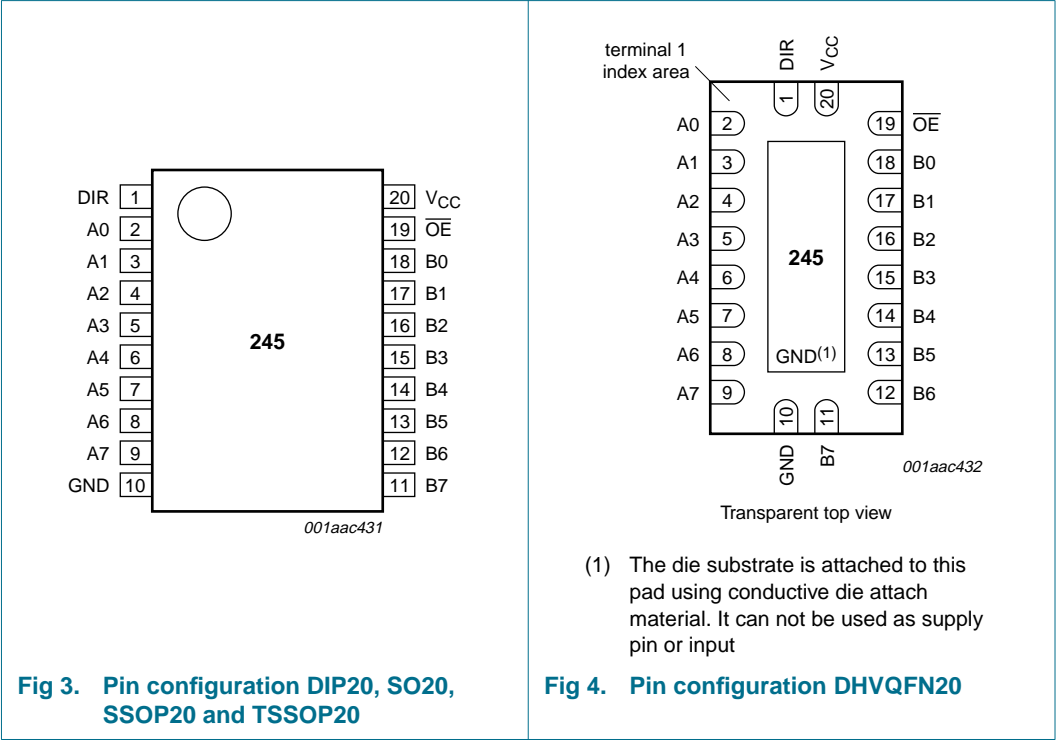 DIR 1 20 VCC
A0 2 19 OE
A1 3 18 B0
A2 4 17 B1
A3 5 16 B2
A4 6 15 B3
A5 7 14 B4
A6 8 13 B5
A7 9 12 B6
GND 10 11 B7
245
001aac431
Fig 3. Pin configuration DIP20, SO20,
SSOP20 and TSSOP20
terminal 1
index area
DIR VCC
1 20
A0 2 19 OE
A1 3 18 B0
A2 4 17 B1
A3 5 16 B2
A4 6 15 B3
A5 7 14 B4
A6 8 13 B5
A7 9 12 B6
245
GND(1)
10 11
GND B7
001aac432
Transparent top view
(1) The die substrate is attached to this
pad using conductive die attach
material. It can not be used as supply
pin or input
Fig 4. Pin configuration DHVQFN20